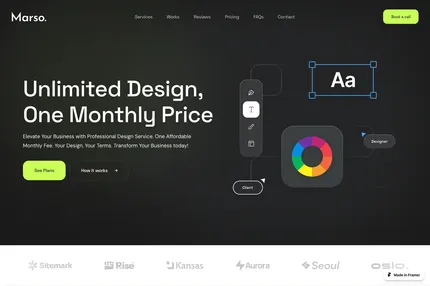 Marso.
Services Works Reviews Pricing FAQs Contact
Book a call
Unlimited Design,
One Monthly Price
Elevate Your Business with Professional Design Service. One Affordable
Monthly Fee. Your Design, Your Terms. Transform Your Business today!
See Plans
How it works
Aa
T
Designer
Client
Sitemark
Rise
Kansas
Aurora
Seoul
oslo
Made in Framer